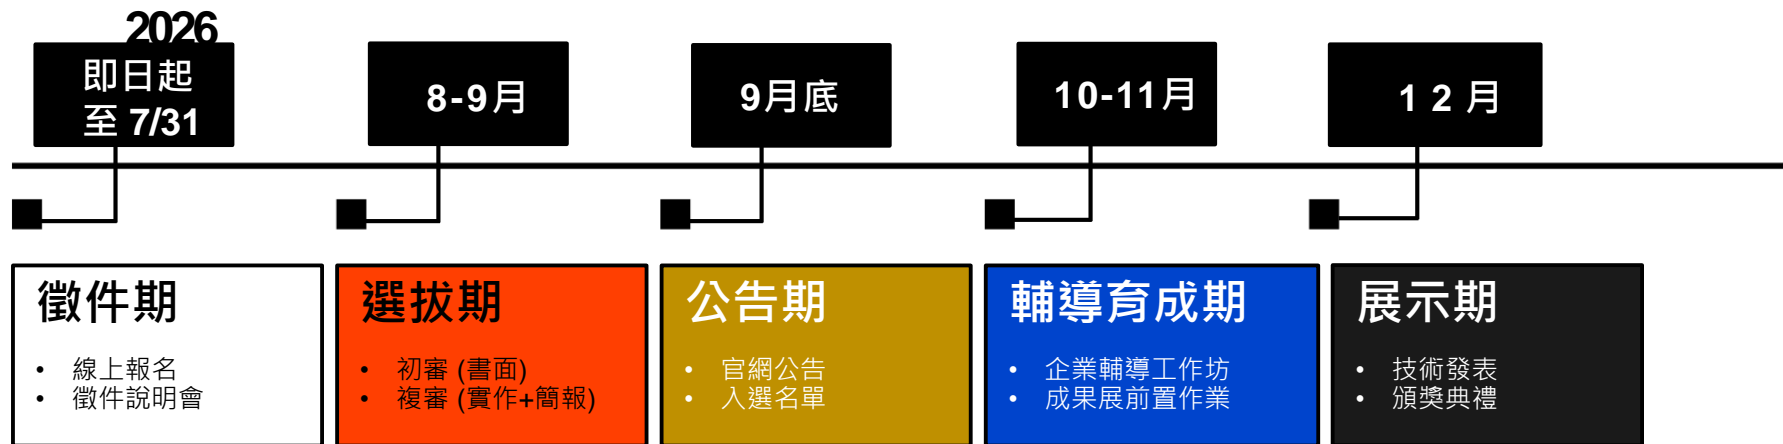 2026
即日起
至 7/31
8-9月
9月底
10-11月
1 2 月
徵件期
• 線上報名
• 徵件說明會
選拔期
• 初審 (書面)
• 複審 (實作+簡報)
公告期
• 官網公告
• 入選名單
輔導育成期
• 企業輔導工作坊
• 成果展前置作業
展示期
• 技術發表
• 頒獎典禮